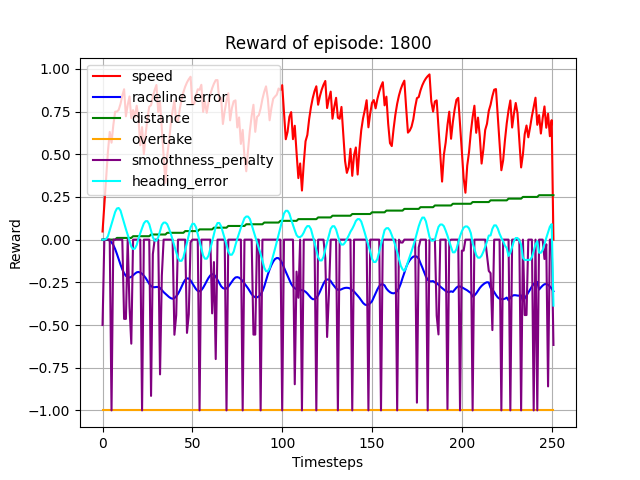 Reward of episode: 1800
1.00
0.75
0.50
0.25
0.00
−0.25
−0.50
−0.75
−1.00
Reward
speed
raceline_error
distance
overtake
smoothness_penalty
heading_error
0 50 100 150 200 250
Timesteps